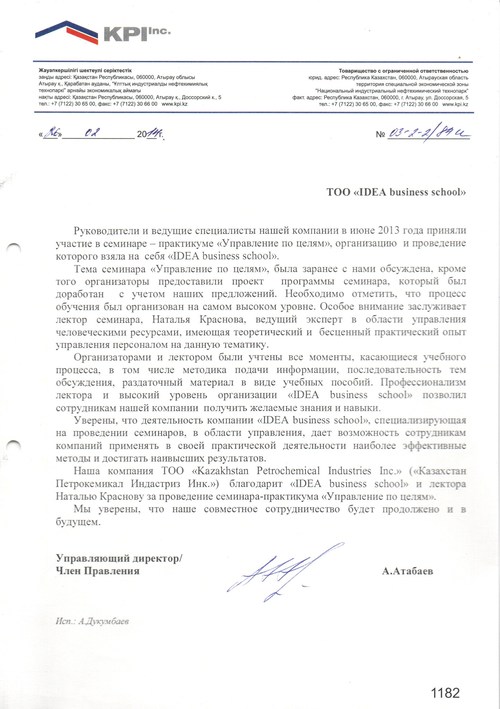 KPI Inc.
Жауапкершілігі шектеулі серіктестік
заңды адрес: Қазақстан Республикасы, 060000, Атырау облысы
Атырау қ., Қарабатан ауданы, "Ұлттық индустриалды нефтехимиялық
технопаркі" арнайы экономикалық аймағы
нақты адрес: Қазақстан Республикасы, 060000, Атырау қ., Доссорский к., 5
тел.: +7 (7122) 30 65 00, факс: +7 (7122) 30 66 00 www.kpi.kz
Товарищество с ограниченной ответственностью
юрид. адрес: Республика Казахстан, 060000, Атырауская область
территория специальной экономической зоны
"Национальный индустриальный нефтехимический технопарк"
факт. адрес: Республика Казахстан, 060000, г. Атырау, ул. Доссорская, 5
тел.: +7 (7122) 30 65 00, факс: +7 (7122) 30 66 00 www.kpi.kz
«26» 02 2014.
№ 03-2-2/
ТОО «IDEA business school»
Руководители и ведущие специалисты нашей компании в июне 2013 года приняли
участие в семинаре – практикуме «Управление по целям», организацию и проведение
которого взяла на себя «IDEA business school».
Тема семинара «Управление по целям», была заранее с нами обсуждена, кроме
того организаторы предоставили проект программы семинара, который был
доработан с учетом наших предложений. Необходимо отметить, что процесс
обучения был организован на самом высоком уровне. Особое внимание заслуживает
лектор семинара, Наталья Краснова, ведущий эксперт в области управления
человеческими ресурсами, имеющая теоретический и бесценный практический опыт
управления персоналом на данную тематику.
Организаторами и лектором были учтены все моменты, касающиеся учебного
процесса, в том числе методика подачи информации, последовательность тем
обсуждения, раздаточный материал в виде учебных пособий. Профессионализм
лектора и высокий уровень организации «IDEA business school» позволил
сотрудникам нашей компании получить желаемые знания и навыки.
Уверены, что деятельность компании «IDEA business school», специализирующая
на проведении семинаров, в области управления, дает возможность сотрудникам
компаний применять в своей практической деятельности наиболее эффективные
методы и достигать наивысших результатов.
Наша компания ТОО «Kazakhstan Petrochemical Industries Inc.» («Казахстан
Петрокемикал Индастриз Инк.») благодарит «IDEA business school» и лектора
Наталью Краснову за проведение семинара-практикума «Управление по целям».
Мы уверены, что наше совместное сотрудничество будет продолжено и в
будущем.
Управляющий директор/
Член Правления
А.Атабаев
Исп.: А.Дукумбаев
1182